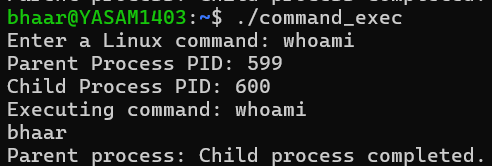 bhaar@YASAM1403:~$ ./command_exec
Enter a Linux command: whoami
Parent Process PID: 599
Child Process PID: 600
Executing command: whoami
bhaar
Parent process: Child process completed.